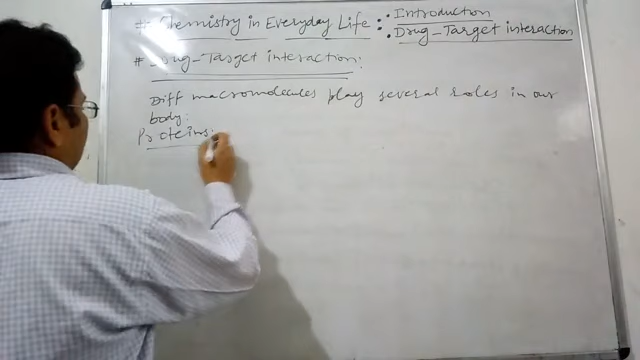 # Chemistry in Everyday Life : • Introduction
• Drug-Target interaction
# Drug-Target interaction:
Diff macromolecules play several roles in our
body:
Proteins: